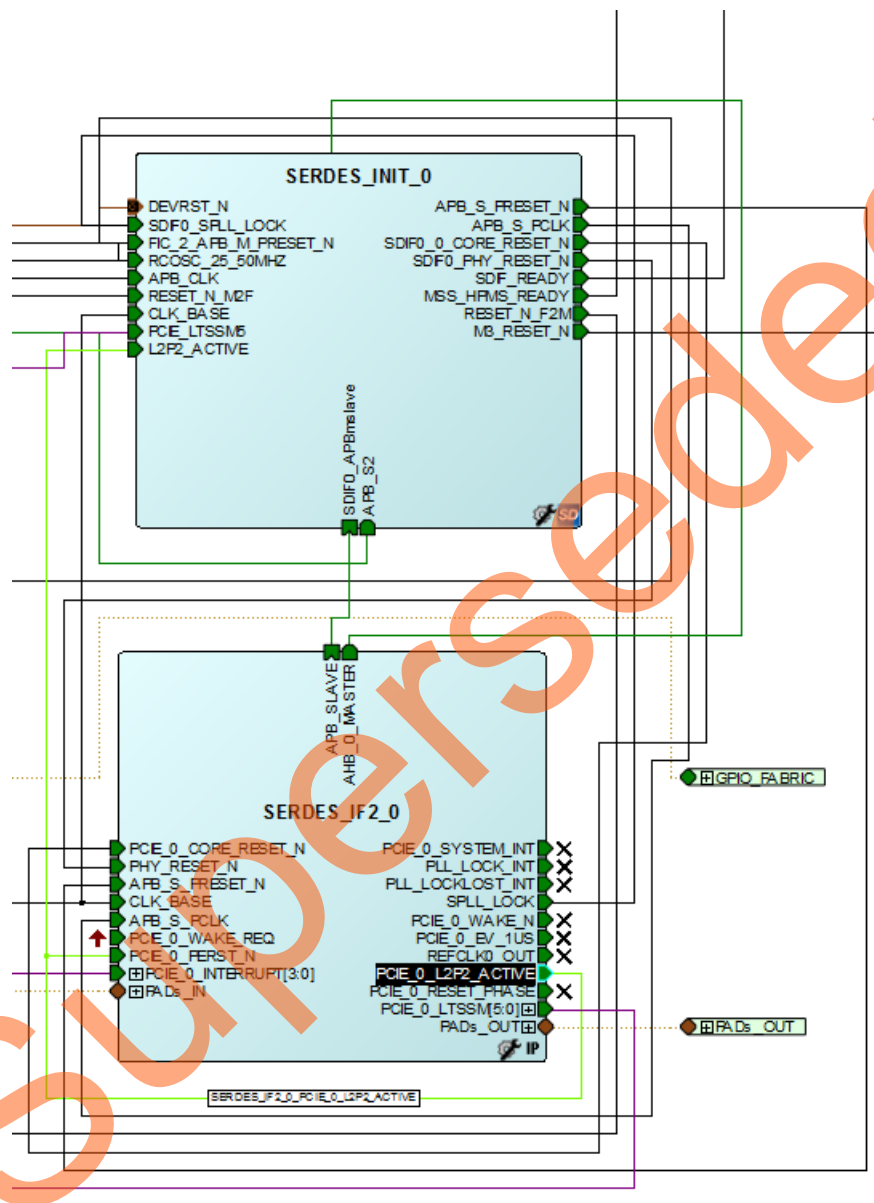 SERDES_INIT_0
DEVRST_N
SDIF0_SPLL_LOCK
FIC_2_APB_M_PRESET_N
RCOSC_25_50MHZ
APB_CLK
RESET_N_M2F
CLK_BASE
PCIE_LTSSM5
L2P2_ACTIVE
APB_S_PRESET_N
APB_S_PCLK
SDIF0_0_CORE_RESET_N
SDIF0_PHY_RESET_N
SDIF_READY
MSS_HPMS_READY
RESET_N_F2M
M3_RESET_N
SDIF0_APBmslave
APB_S2
SD
APB_SLAVE
AHB_0_MASTER
GPIO_FABRIC
SERDES_IF2_0
PCIE_0_CORE_RESET_N
PHY_RESET_N
APB_S_PRESET_N
CLK_BASE
APB_S_PCLK
PCIE_0_WAKE_REQ
PCIE_0_PERST_N
PCIE_0_INTERRUPT[3:0]
PADs_IN
PCIE_0_SYSTEM_INT
PLL_LOCK_INT
PLL_LOCKLOST_INT
SPLL_LOCK
PCIE_0_WAKE_N
PCIE_0_EV_1US
REFCLK0_OUT
PCIE_0_L2P2_ACTIVE
PCIE_0_RESET_PHASE
PCIE_0_LTSSM[5:0]
PADs_OUT
IP
PADs_OUT
SERDES_IF2_0_PCIE_0_L2P2_ACTIVE
Superseded